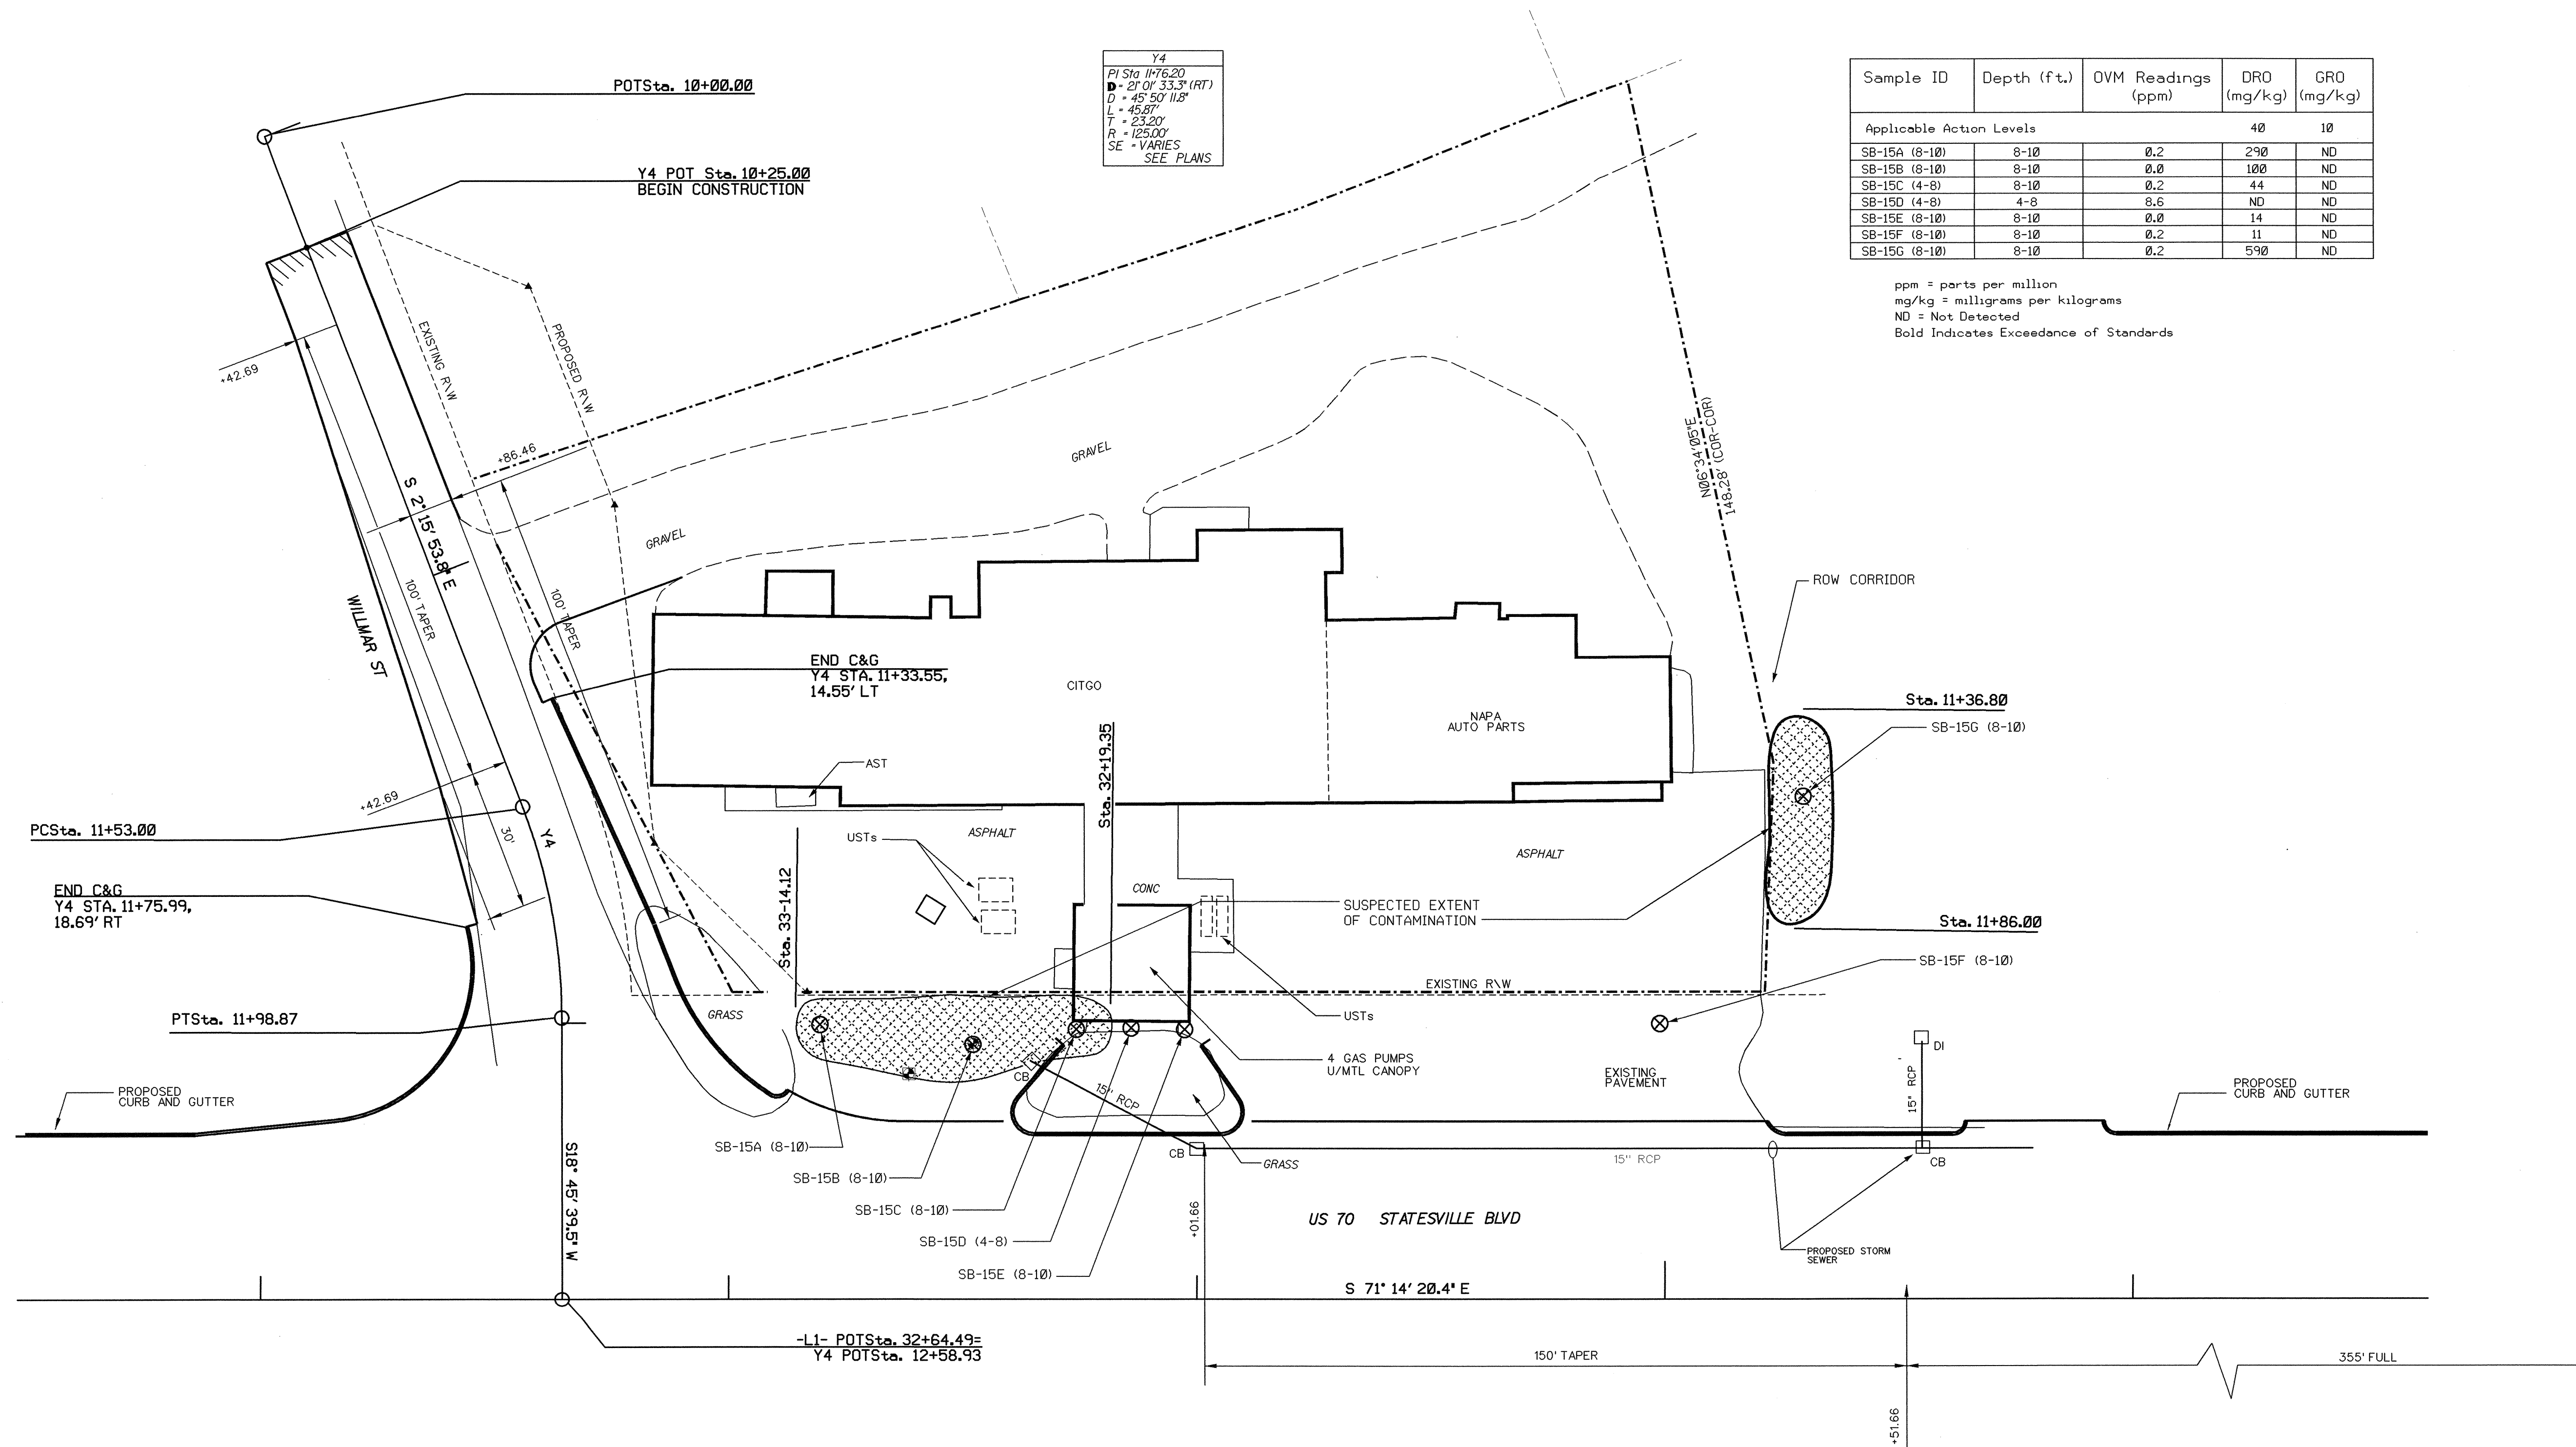 POTSta. 10+00.00
Y4 POT Sta. 10+25.00
BEGIN CONSTRUCTION
Y4
PI Sta 11+76.20
D = 21° 01' 33.3" (RT)
D = 45° 50' 11.8"
L = 45.87'
T = 23.20'
R = 125.00'
SE = VARIES
SEE PLANS
Sample ID Depth (ft.) OVM Readings (ppm) DRO (mg/kg) GRO (mg/kg)
Applicable Action Levels 40 10
SB-15A (8-10) 8-10 0.2 290 ND
SB-15B (8-10) 8-10 0.0 100 ND
SB-15C (4-8) 8-10 0.2 44 ND
SB-15D (4-8) 4-8 8.6 ND ND
SB-15E (8-10) 8-10 0.0 14 ND
SB-15F (8-10) 8-10 0.2 11 ND
SB-15G (8-10) 8-10 0.2 590 ND
ppm = parts per million
mg/kg = milligrams per kilograms
ND = Not Detected
Bold Indicates Exceedance of Standards
EXISTING R\W
PROPOSED R\W
+42.69
+86.46
S 2° 15' 53.8" E
100' TAPER
100' TAPER
WILLMAR ST
GRAVEL
GRAVEL
N06°34'05"E
148.28' (COR-COR)
ROW CORRIDOR
END C&G
Y4 STA. 11+33.55,
14.55' LT
CITGO
NAPA
AUTO PARTS
Sta. 11+36.80
SB-15G (8-10)
AST
Sta. 32+19.35
+42.69
30'
Y4
PCSta. 11+53.00
USTs
ASPHALT
ASPHALT
Sta. 33-14.12
CONC
END C&G
Y4 STA. 11+75.99,
18.69' RT
SUSPECTED EXTENT
OF CONTAMINATION
Sta. 11+86.00
SB-15F (8-10)
EXISTING R\W
GRASS
USTs
PTSta. 11+98.87
4 GAS PUMPS
U/MTL CANOPY
EXISTING
PAVEMENT
DI
15" RCP
CB
15" RCP
PROPOSED
CURB AND GUTTER
PROPOSED
CURB AND GUTTER
SB-15A (8-10)
SB-15B (8-10)
SB-15C (8-10)
SB-15D (4-8)
SB-15E (8-10)
CB
GRASS
15" RCP
CB
+01.66
US 70 STATESVILLE BLVD
PROPOSED STORM
SEWER
S18° 45' 39.5" W
S 71° 14' 20.4" E
-L1- POTSta. 32+64.49=
Y4 POTSta. 12+58.93
150' TAPER
355' FULL
+51.66